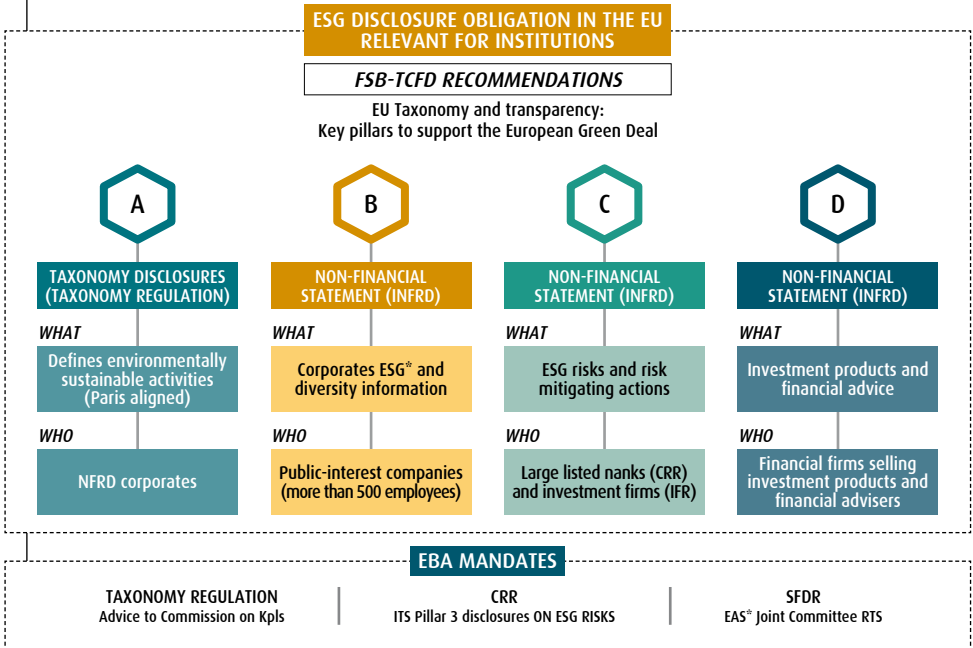 ESG DISCLOSURE OBLIGATION IN THE EU
RELEVANT FOR INSTITUTIONS
FSB-TCFD RECOMMENDATIONS
EU Taxonomy and transparency:
Key pillars to support the European Green Deal
A
TAXONOMY DISCLOSURES
(TAXONOMY REGULATION)
WHAT
Defines environmentally
sustainable activities
(Paris aligned)
WHO
NFRD corporates
B
NON-FINANCIAL
STATEMENT (INFRD)
WHAT
Corporates ESG* and
diversity information
WHO
Public-interest companies
(more than 500 employees)
C
NON-FINANCIAL
STATEMENT (INFRD)
WHAT
ESG risks and risk
mitigating actions
WHO
Large listed nanks (CRR)
and investment firms (IFR)
D
NON-FINANCIAL
STATEMENT (INFRD)
WHAT
Investment products and
financial advice
WHO
Financial firms selling
investment products and
financial advisers
EBA MANDATES
TAXONOMY REGULATION
Advice to Commission on Kpls
CRR
ITS Pillar 3 disclosures ON ESG RISKS
SFDR
EAS* Joint Committee RTS